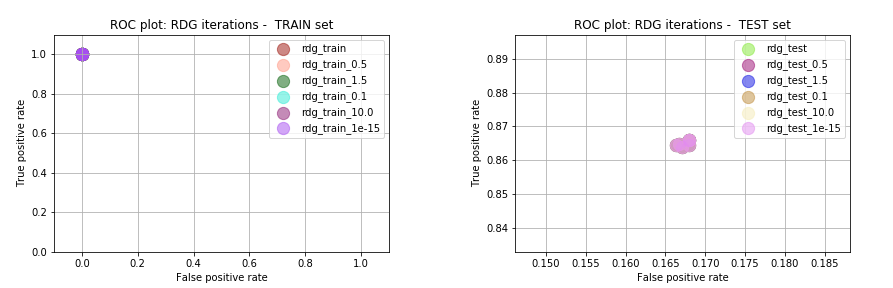 ROC plot: RDG iterations - TRAIN set
1.0
0.8
0.6
0.4
0.2
0.0
True positive rate
rdg_train
rdg_train_0.5
rdg_train_1.5
rdg_train_0.1
rdg_train_10.0
rdg_train_1e-15
0.0 0.2 0.4 0.6 0.8 1.0
False positive rate
ROC plot: RDG iterations - TEST set
0.89
0.88
0.87
0.86
0.85
0.84
True positive rate
rdg_test
rdg_test_0.5
rdg_test_1.5
rdg_test_0.1
rdg_test_10.0
rdg_test_1e-15
0.150 0.155 0.160 0.165 0.170 0.175 0.180 0.185
False positive rate